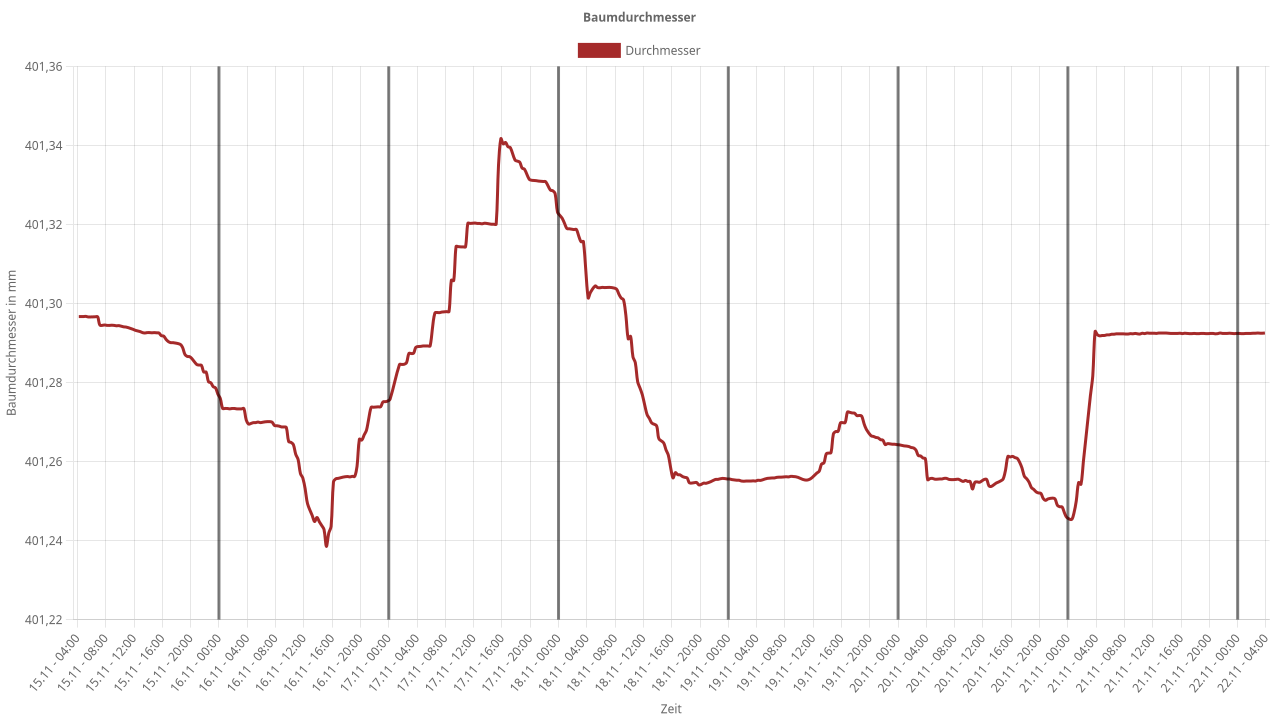 Baumdurchmesser
Durchmesser
401,36
401,34
401,32
401,30
401,28
401,26
401,24
401,22
Baumdurchmesser in mm
15.11 - 04:00
15.11 - 08:00
15.11 - 12:00
15.11 - 16:00
15.11 - 20:00
16.11 - 00:00
16.11 - 04:00
16.11 - 08:00
16.11 - 12:00
16.11 - 16:00
16.11 - 20:00
17.11 - 00:00
17.11 - 04:00
17.11 - 08:00
17.11 - 12:00
17.11 - 16:00
17.11 - 20:00
18.11 - 00:00
18.11 - 04:00
18.11 - 08:00
18.11 - 12:00
18.11 - 16:00
18.11 - 20:00
19.11 - 00:00
19.11 - 04:00
19.11 - 08:00
19.11 - 12:00
19.11 - 16:00
19.11 - 20:00
20.11 - 00:00
20.11 - 04:00
20.11 - 08:00
20.11 - 12:00
20.11 - 16:00
20.11 - 20:00
21.11 - 00:00
21.11 - 04:00
21.11 - 08:00
21.11 - 12:00
21.11 - 16:00
21.11 - 20:00
22.11 - 00:00
22.11 - 04:00
Zeit